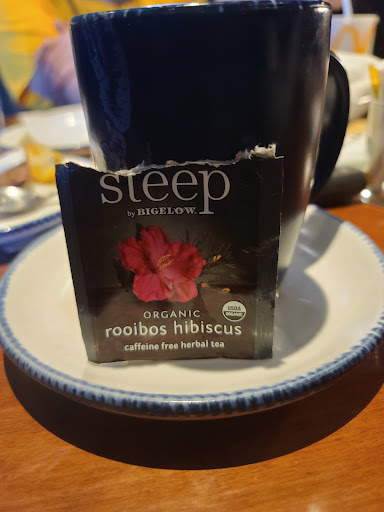 steep
by BIGELOW
ORGANIC
rooibos hibiscus
caffeine free herbal tea
USDA
ORGANIC